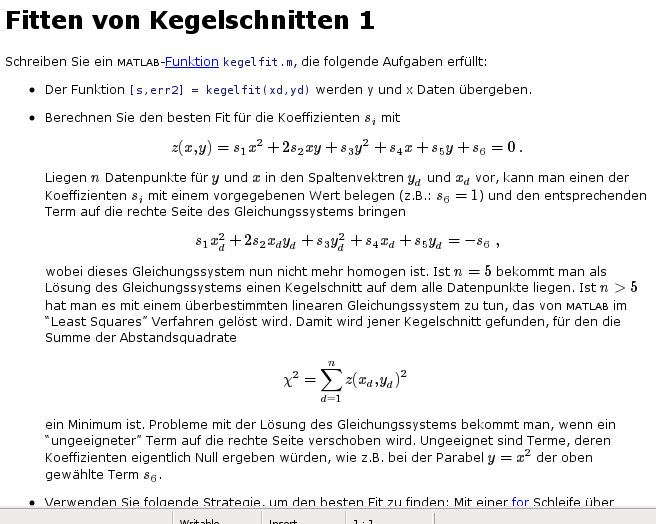 Fitten von Kegelschnitten 1
Schreiben Sie ein MATLAB-Funktion kegelfit.m, die folgende Aufgaben erfüllt:
• Der Funktion [s,err2] = kegelfit(xd,yd) werden y und x Daten übergeben.
• Berechnen Sie den besten Fit für die Koeffizienten s_i mit
z(x,y) = s_1x^2 + 2s_2xy + s_3y^2 + s_4x + s_5y + s_6 = 0 .
Liegen n Datenpunkte für y und x in den Spaltenvektren y_d und x_d vor, kann man einen der
Koeffizienten s_i mit einem vorgegebenen Wert belegen (z.B.: s_6 = 1) und den entsprechenden
Term auf die rechte Seite des Gleichungssystems bringen
s_1x_d^2 + 2s_2x_dy_d + s_3y_d^2 + s_4x_d + s_5y_d = −s_6 ,
wobei dieses Gleichungssystem nun nicht mehr homogen ist. Ist n = 5 bekommt man als
Lösung des Gleichungssystems einen Kegelschnitt auf dem alle Datenpunkte liegen. Ist n > 5
hat man es mit einem überbestimmten linearen Gleichungssystem zu tun, das von MATLAB im
"Least Squares" Verfahren gelöst wird. Damit wird jener Kegelschnitt gefunden, für den die
Summe der Abstandsquadrate
χ^2 = ∑_{d=1}^{n} z(x_d,y_d)^2
ein Minimum ist. Probleme mit der Lösung des Gleichungssystems bekommt man, wenn ein
"ungeeigneter" Term auf die rechte Seite verschoben wird. Ungeeignet sind Terme, deren
Koeffizienten eigentlich Null ergeben würden, wie z.B. bei der Parabel y = x^2 der oben
gewählte Term s_6.
• Verwenden Sie folgende Strategie, um den besten Fit zu finden: Mit einer for Schleife über
Writable Insert 1 : 1